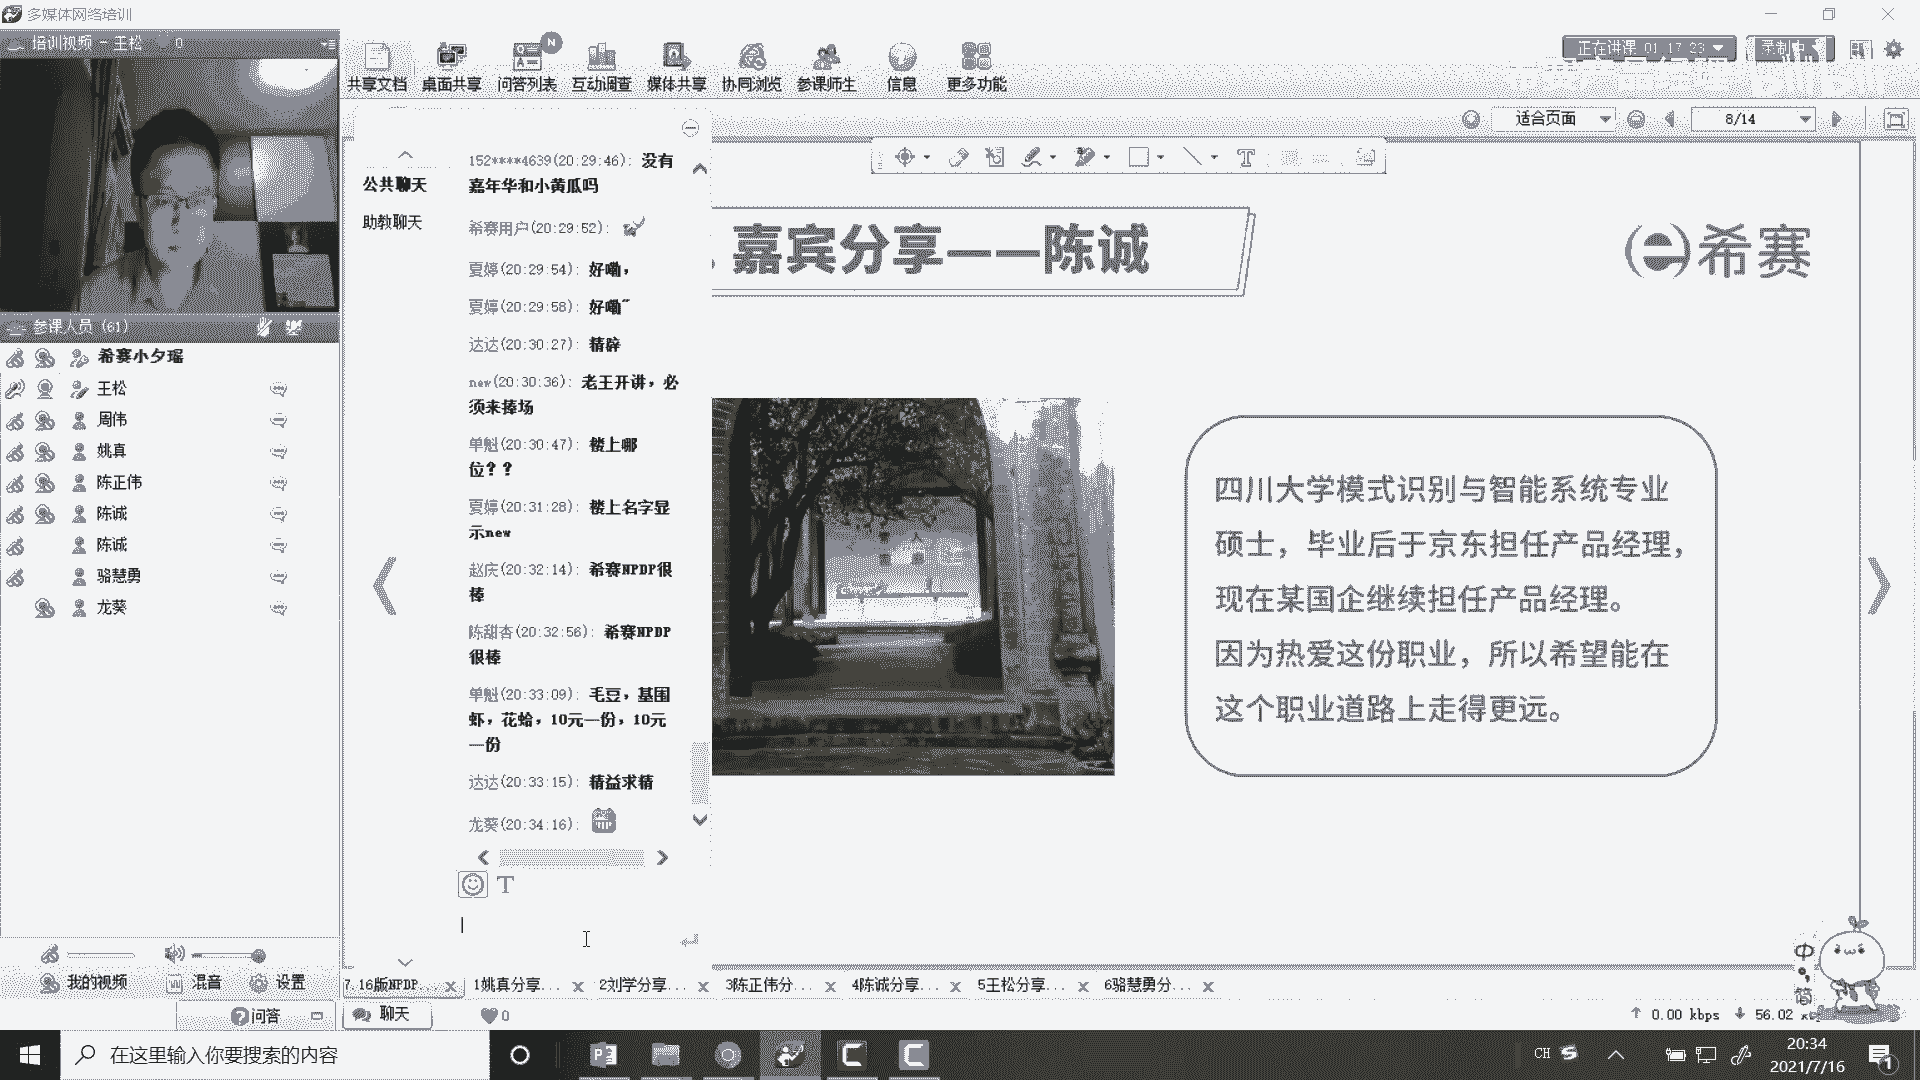 多媒体网络培训
培训视频 - 王松 0
正在讲课 01:17:23
录制中
共享文档 桌面共享 问答列表 互动调查 媒体共享 协同浏览 参课师生 信息 更多功能
适合页面
8/14
参课人员 (61)
希赛小夕瑶
王松
周伟
姚真
陈正伟
陈诚
陈诚
骆慧勇
龙葵
公共聊天
助教聊天
152****4639(20:29:46): 没有
嘉年华和小黄瓜吗
希赛用户(20:29:52):
夏婷(20:29:54): 好嘞,
夏婷(20:29:58): 好嘞~
达达(20:30:27): 精辟
new(20:30:36): 老王开讲，必
须来捧场
单魁(20:30:47): 楼上哪
位？？
夏婷(20:31:28): 楼上名字显
示new
赵庆(20:32:14): 希赛NPDP很
棒
陈甜杏(20:32:56): 希赛NPDP
很棒
单魁(20:33:09): 毛豆，基围
虾，花蛤，10元一份，10元
一份
达达(20:33:15): 精益求精
龙葵(20:34:16):
嘉宾分享——陈诚
希赛
四川大学模式识别与智能系统专业
硕士，毕业后于京东担任产品经理，
现在某国企继续担任产品经理。
因为热爱这份职业，所以希望能在
这个职业道路上走得更远。
我的视频 混音 设置
问答
7.16版NPDP... 1姚真分享... 2刘学分享... 3陈正伟分... 4陈诚分享... 5王松分享... 6骆慧勇分...
聊天
0
0.00 kbps 56.02
中
简
在这里输入你要搜索的内容
CH
20:34
2021/7/16
1